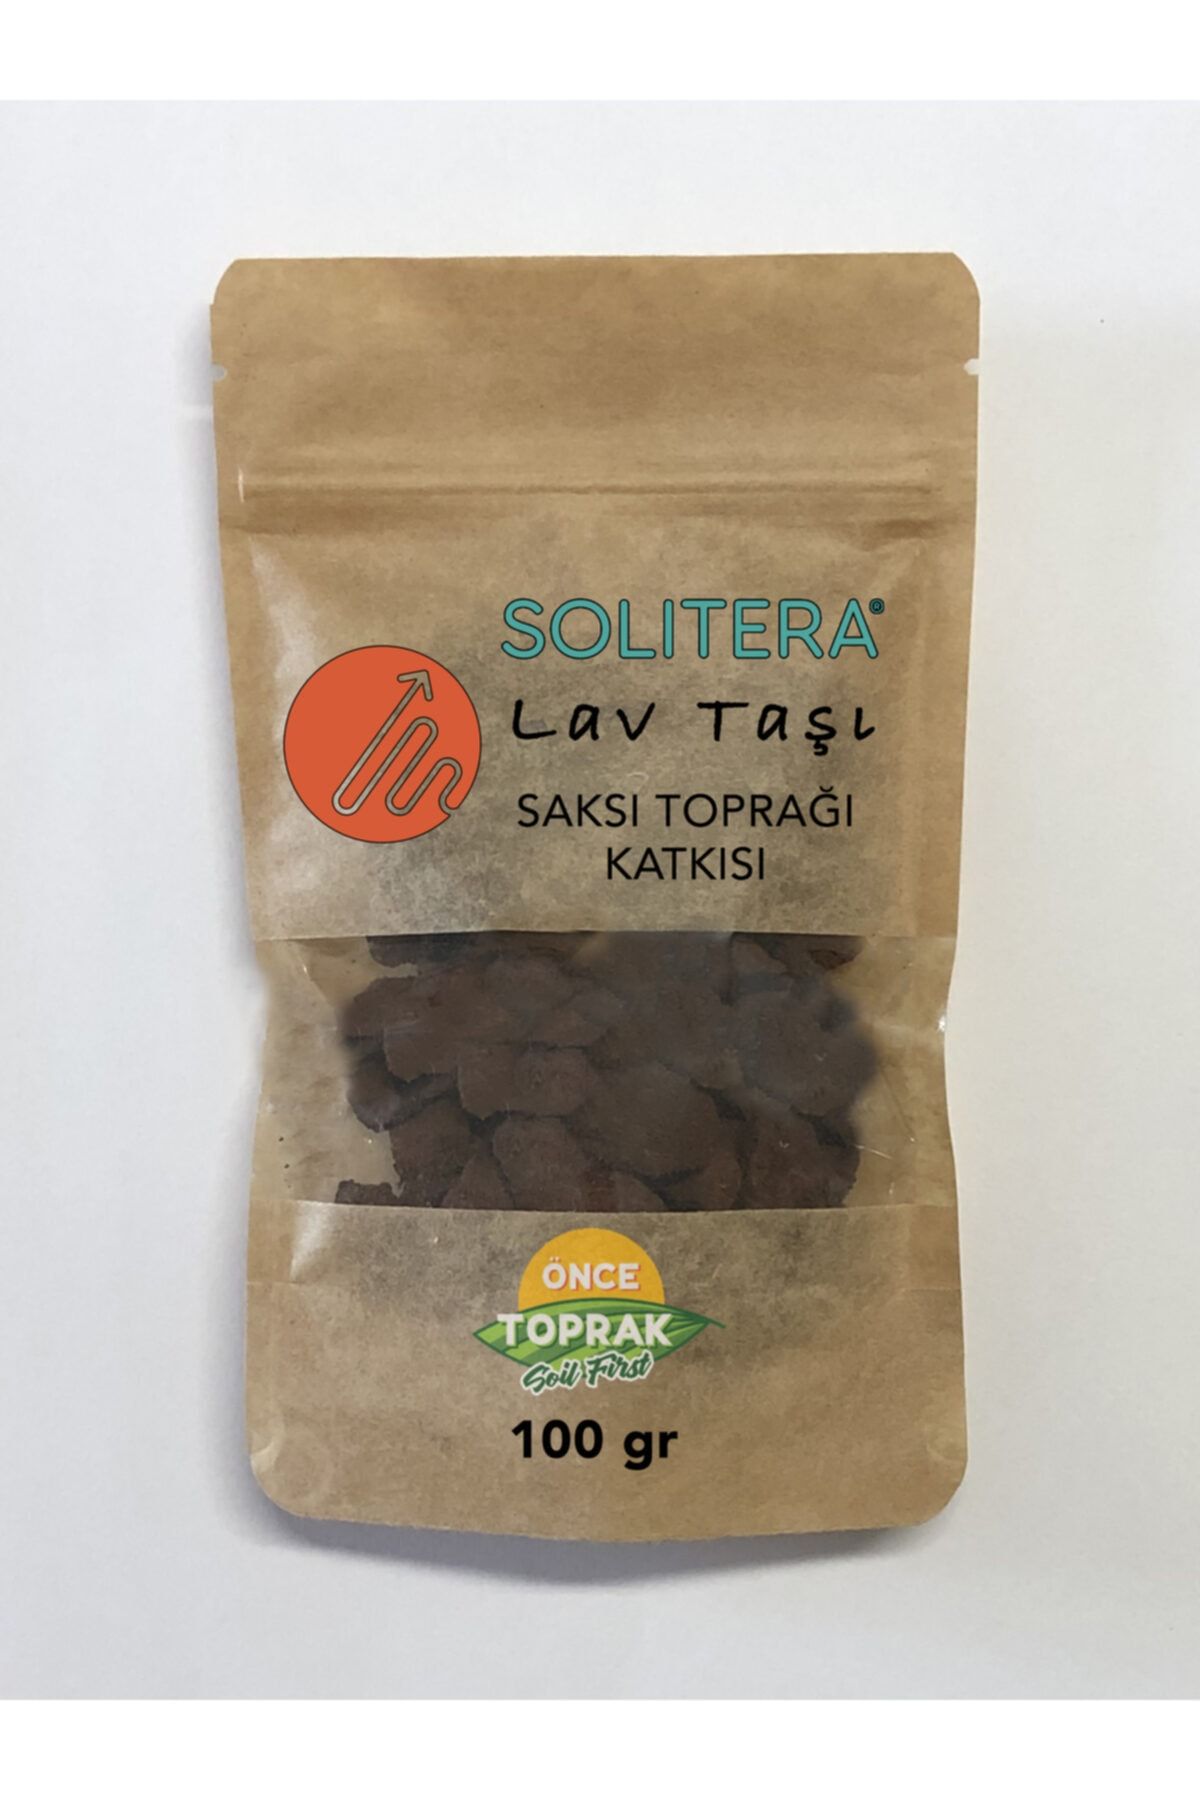 SOLITERA®
Lav Taşı
SAKSI TOPRAĞI
KATKISI
ÖNCE
TOPRAK
Soil First
100 gr